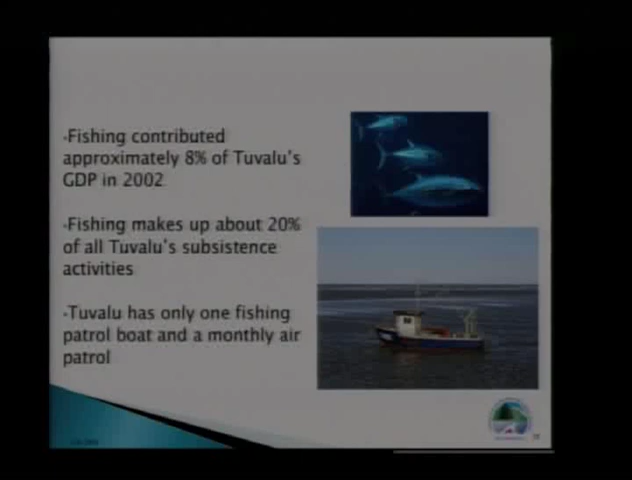 •Fishing contributed
approximately 8% of Tuvalu's
GDP in 2002
•Fishing makes up about 20%
of all Tuvalu's subsistence
activities
•Tuvalu has only one fishing
patrol boat and a monthly air
patrol